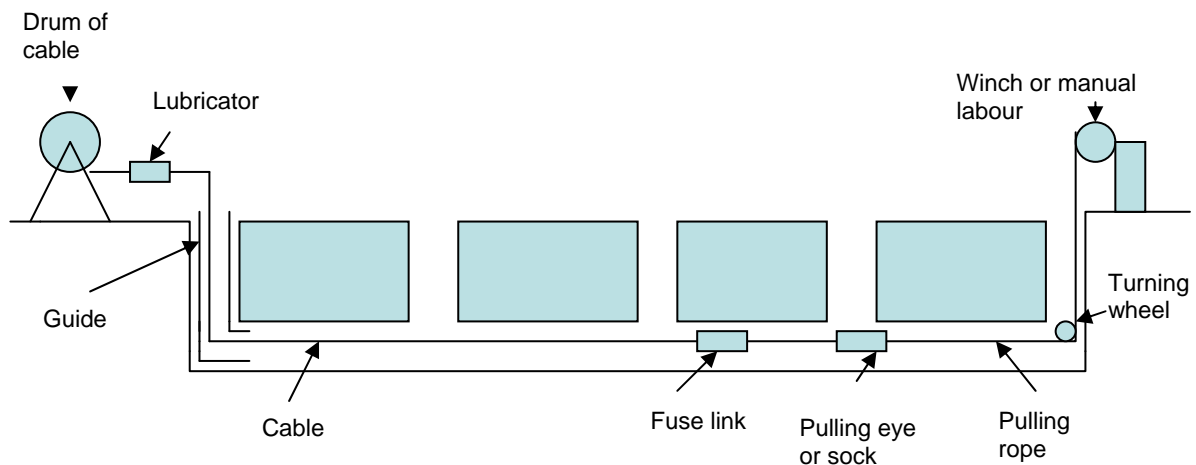 Drum of
cable
Lubricator
Winch or manual
labour
Guide
Turning
wheel
Cable
Fuse link
Pulling eye
or sock
Pulling
rope